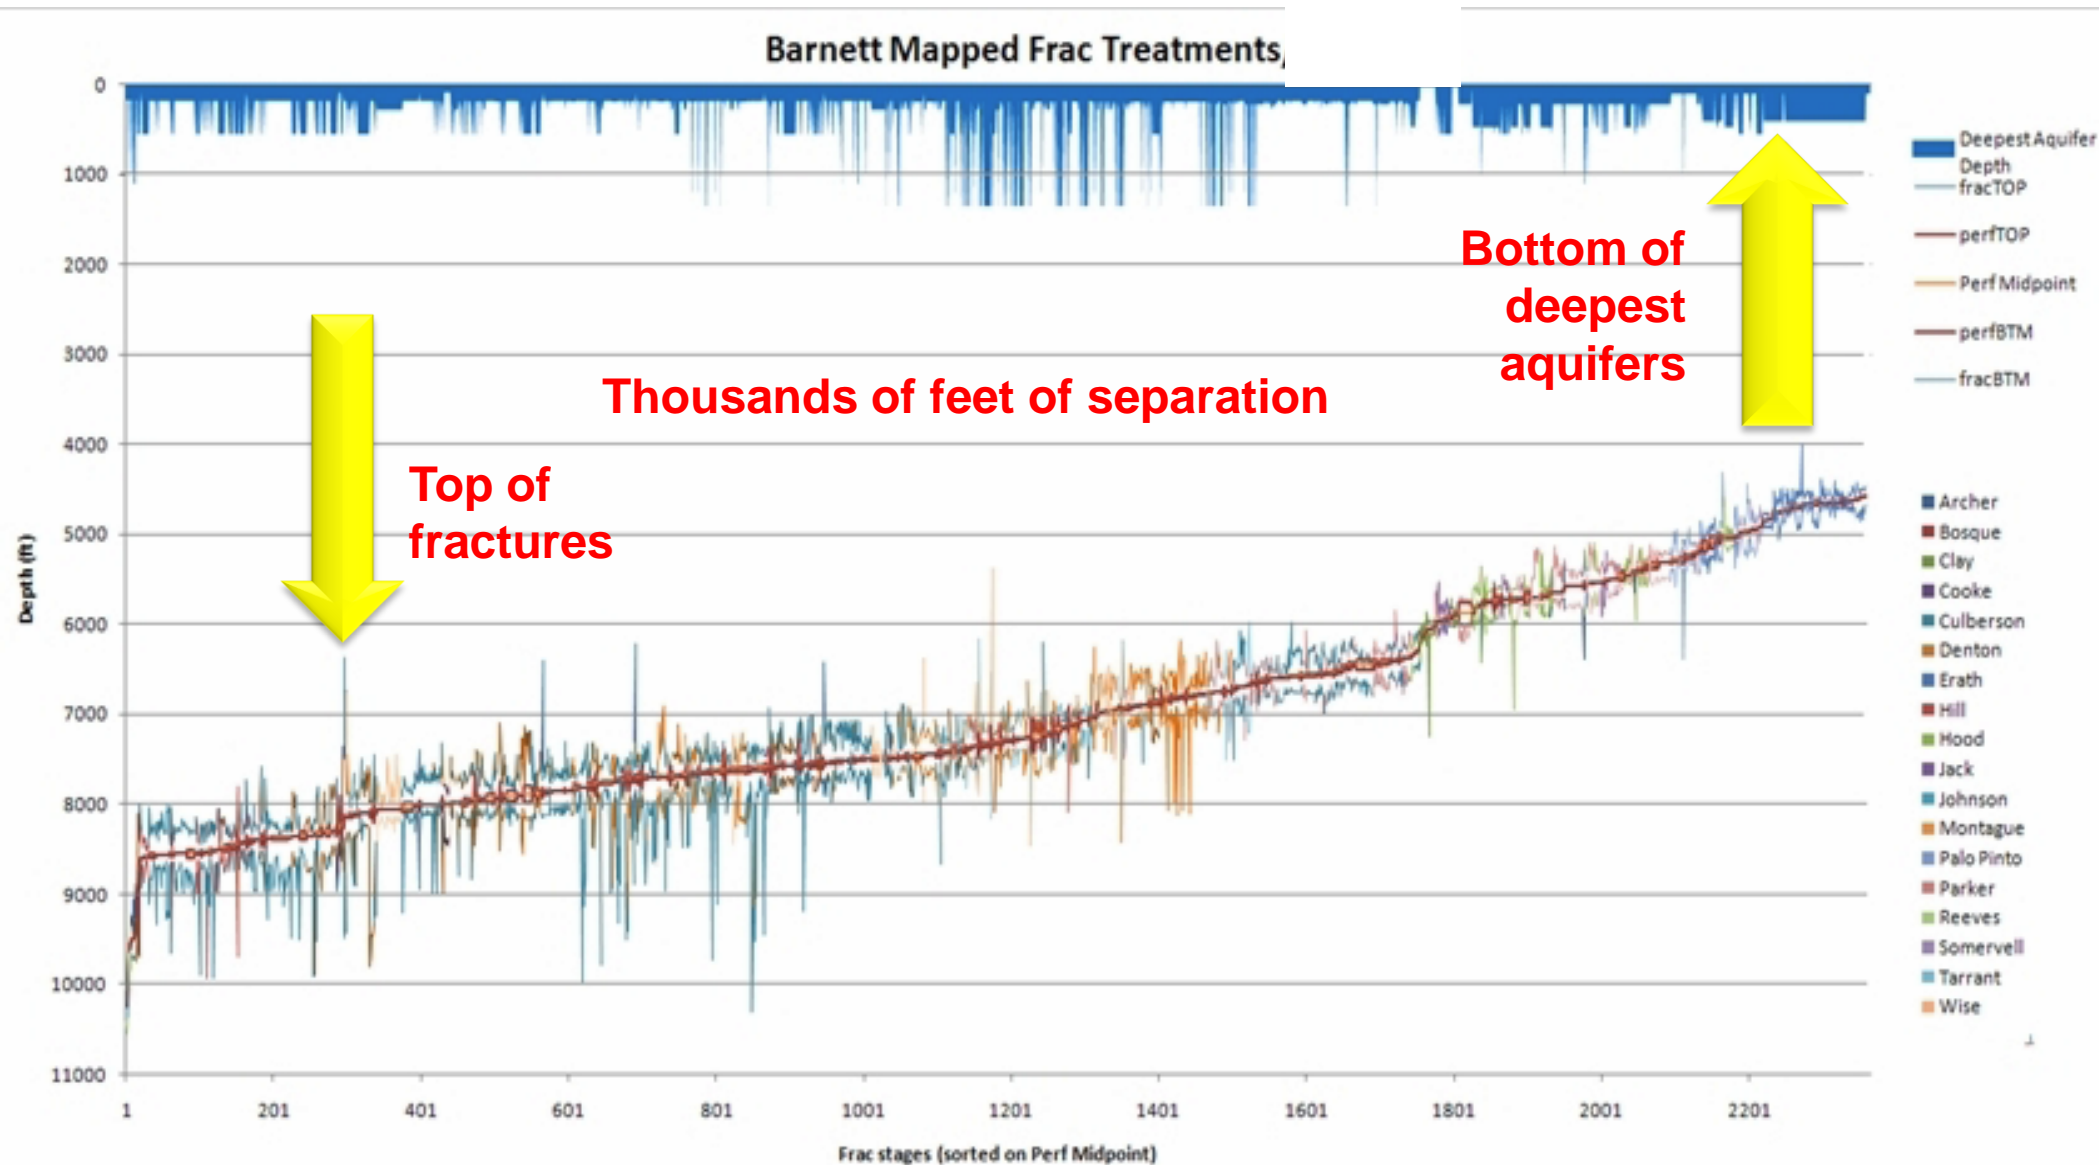 Barnett Mapped Frac Treatments,
0
1000
2000
3000
4000
5000
6000
7000
8000
9000
10000
11000
Depth (ft)
1 201 401 601 801 1001 1201 1401 1601 1801 2001 2201
Frac stages (sorted on Perf Midpoint)
Thousands of feet of separation
Top of
fractures
Bottom of
deepest
aquifers
Deepest Aquifer
Depth
fracTOP
perfTOP
Perf Midpoint
perfBTM
fracBTM
Archer
Bosque
Clay
Cooke
Culberson
Denton
Erath
Hill
Hood
Jack
Johnson
Montague
Palo Pinto
Parker
Reeves
Somervell
Tarrant
Wise